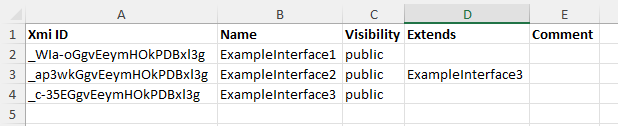 A B C D E
1 Xmi ID Name Visibility Extends Comment
2 _WIa-oGgvEeymHOkPDBxl3g ExampleInterface1 public
3 _ap3wkGgvEeymHOkPDBxl3g ExampleInterface2 public ExampleInterface3
4 _c-35EGgvEeymHOkPDBxl3g ExampleInterface3 public
5